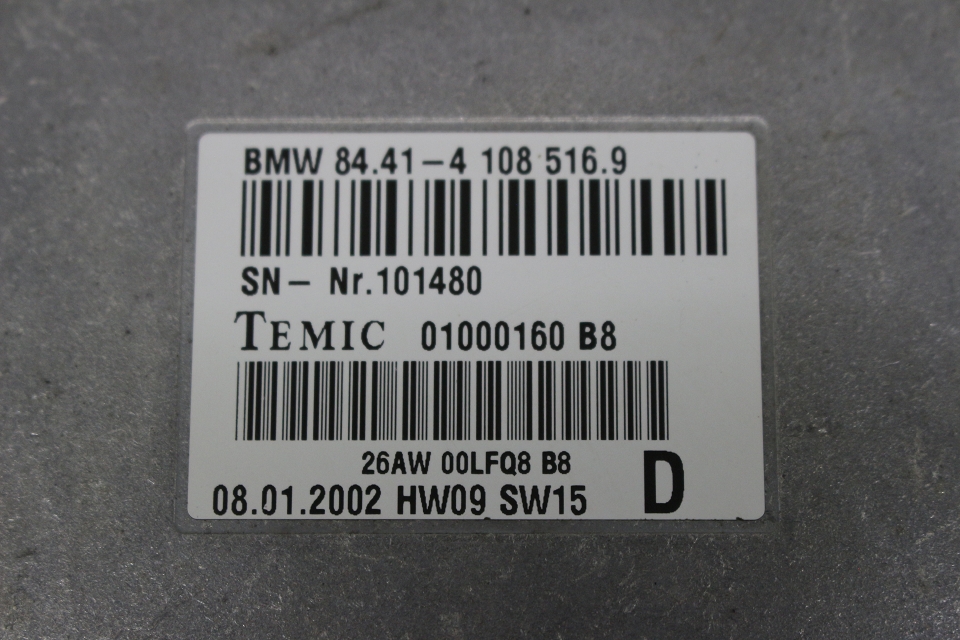 BMW 84.41-4 108 516.9
SN- Nr.101480
TEMIC 01000160 B8
26AW 00LFQ8 B8
08.01.2002 HW09 SW15 D